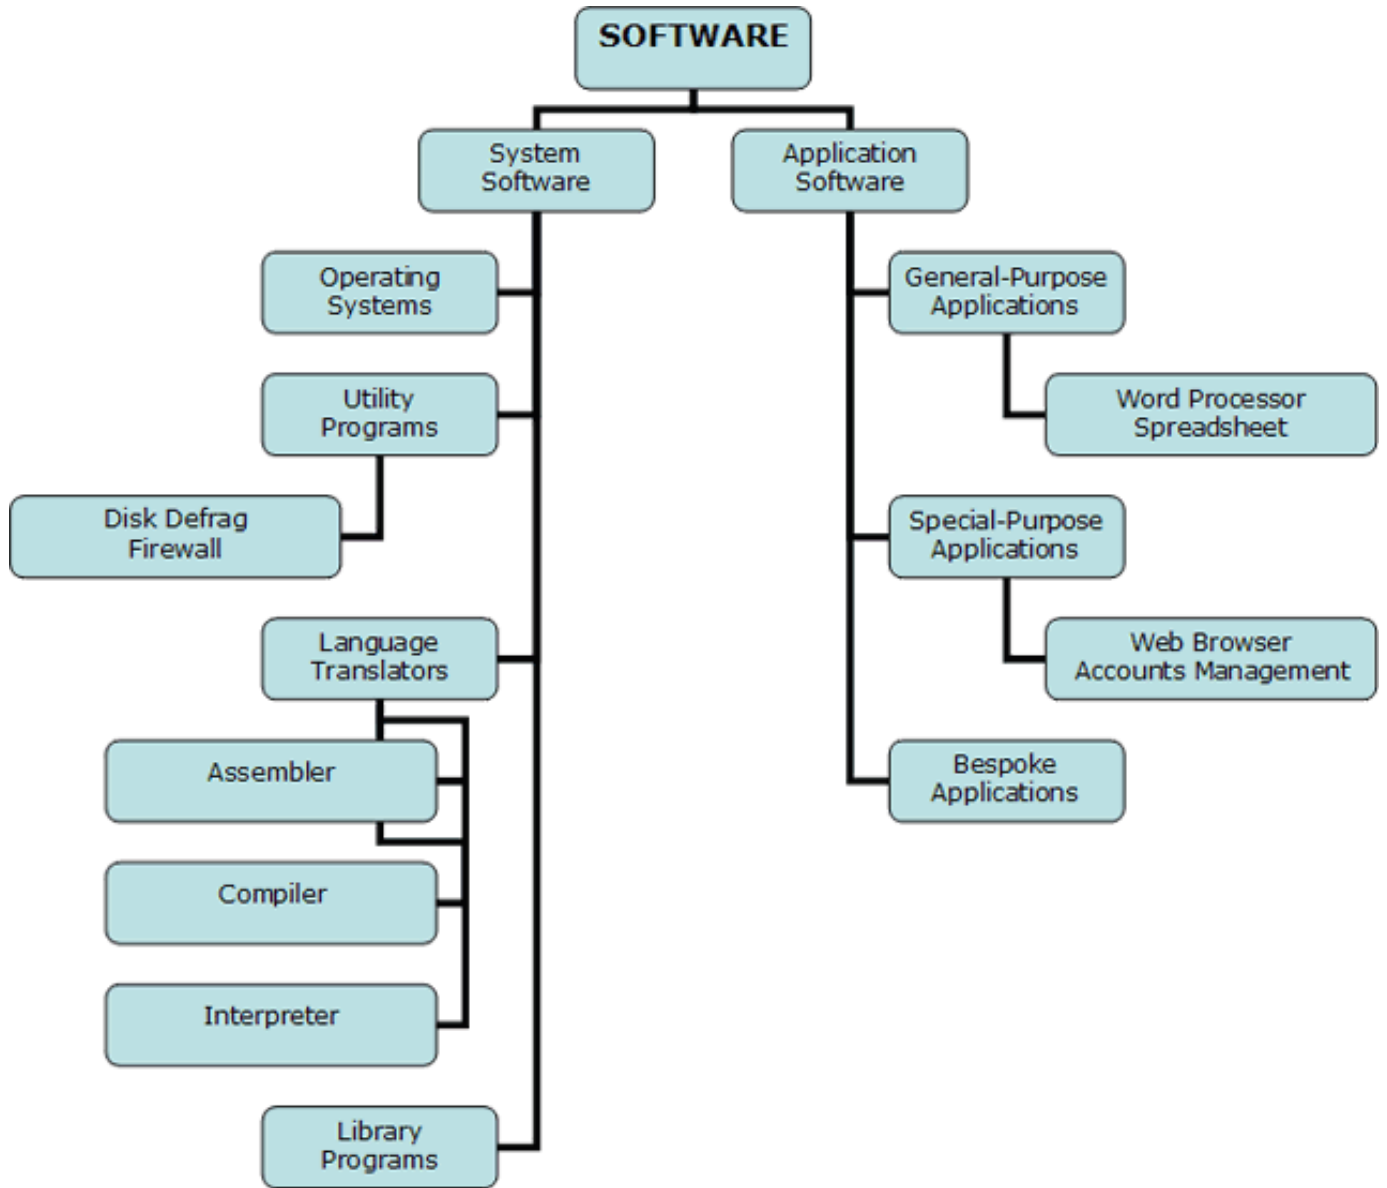 SOFTWARE
System
Software
Application
Software
Operating
Systems
General-Purpose
Applications
Utility
Programs
Word Processor
Spreadsheet
Disk Defrag
Firewall
Special-Purpose
Applications
Language
Translators
Web Browser
Accounts Management
Assembler
Bespoke
Applications
Compiler
Interpreter
Library
Programs